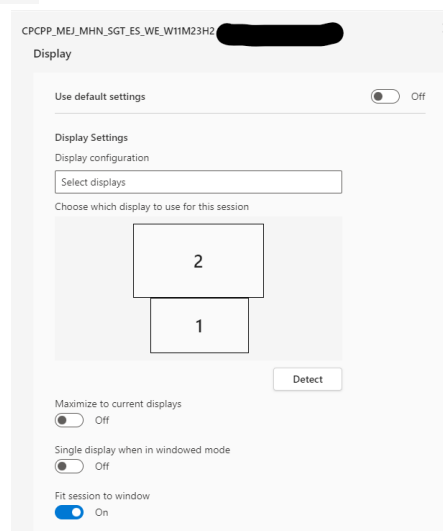 CPCPP_MEJ_MHN_SGT_ES_WE_W11M23H2
Display
Use default settings
Off
Display Settings
Display configuration
Select displays
Choose which display to use for this session
2
1
Detect
Maximize to current displays
Off
Single display when in windowed mode
Off
Fit session to window
On